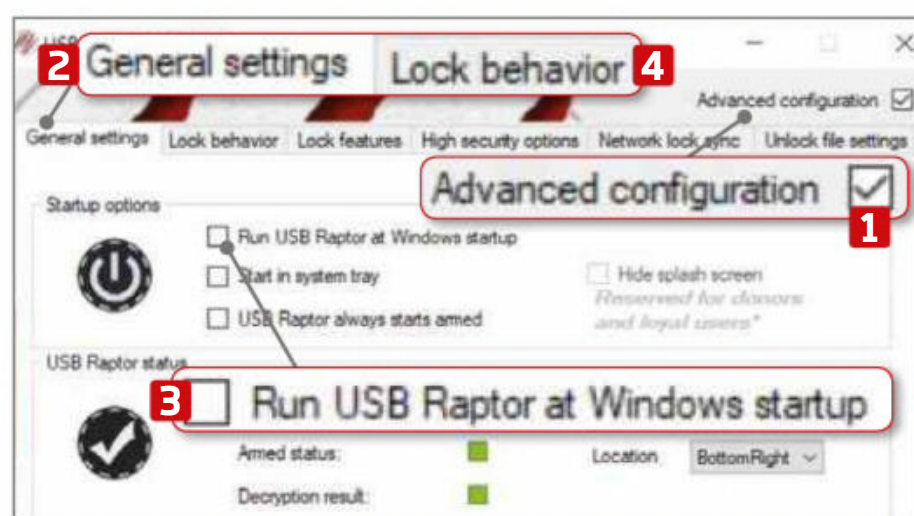 USB
2 General settings Lock behavior 4
Advanced configuration
General settings Lock behavior Lock features High security options Network lock sync Unlock file settings
Advanced configuration
1
Startup options
Run USB Raptor at Windows startup
Start in system tray
Hide splash screen
USB Raptor always starts armed
Reserved for donors
and loyal users*
USB Raptor status
3 Run USB Raptor at Windows startup
Armed status:
Location
BottomRight
Decryption result: